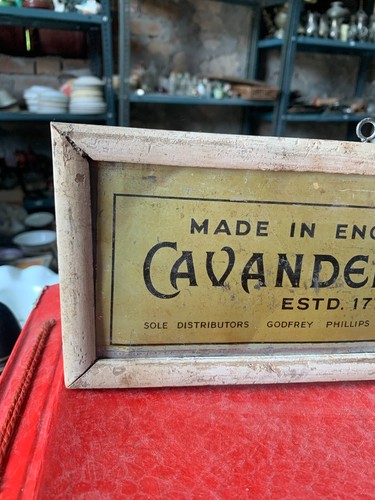 MADE IN ENG
CAVANDE
ESTD. 17
SOLE DISTRIBUTORS GODFREY PHILLIPS